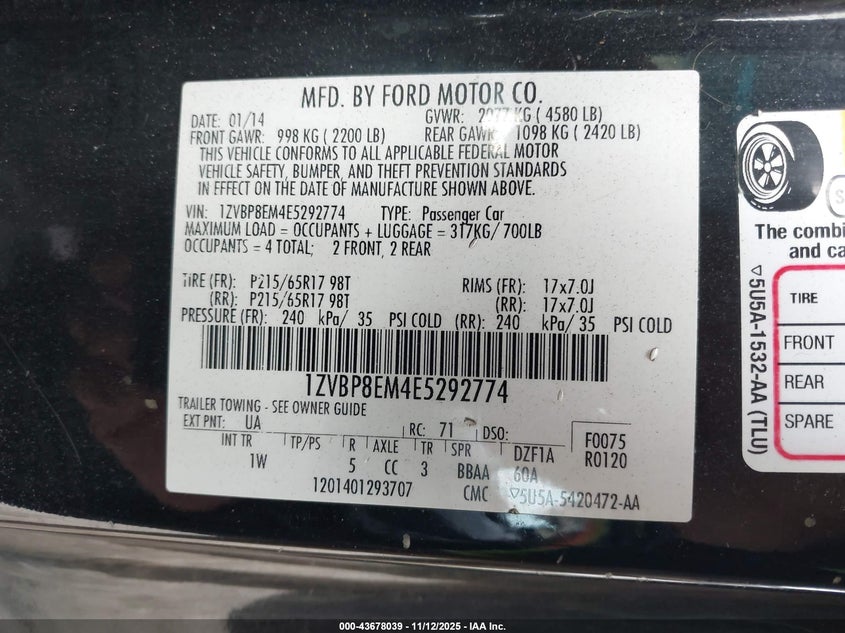 MFD. BY FORD MOTOR CO.
DATE: 01/14
GVWR: 2077 KG ( 4580 LB)
FRONT GAWR: 998 KG ( 2200 LB)
REAR GAWR: 1098 KG ( 2420 LB)
THIS VEHICLE CONFORMS TO ALL APPLICABLE FEDERAL MOTOR
VEHICLE SAFETY, BUMPER, AND THEFT PREVENTION STANDARDS
IN EFFECT ON THE DATE OF MANUFACTURE SHOWN ABOVE.
VIN: 1ZVBP8EM4E5292774 TYPE: Passenger Car
MAXIMUM LOAD = OCCUPANTS + LUGGAGE = 317KG/ 700LB
OCCUPANTS = 4 TOTAL; 2 FRONT, 2 REAR
TIRE (FR): P215/65R17 98T RIMS (FR): 17x7.0J
(RR): P215/65R17 98T (RR): 17x7.0J
PRESSURE (FR): 240 kPa/ 35 PSI COLD (RR): 240 kPa/ 35 PSI COLD
1ZVBP8EM4E5292774
TRAILER TOWING - SEE OWNER GUIDE
EXT PNT: UA RC: 71 DSO: F0075
INT TR TP/PS R AXLE TR SPR DZF1A R0120
1W 5 CC 3 BBAA 60A
1201401293707 CMC ▽5U5A-5420472-AA
The combi
and ca
▽5U5A-1532-AA (TLU)
TIRE
FRONT
REAR
SPARE
000-43678039 - 11/12/2025 - IAA Inc.